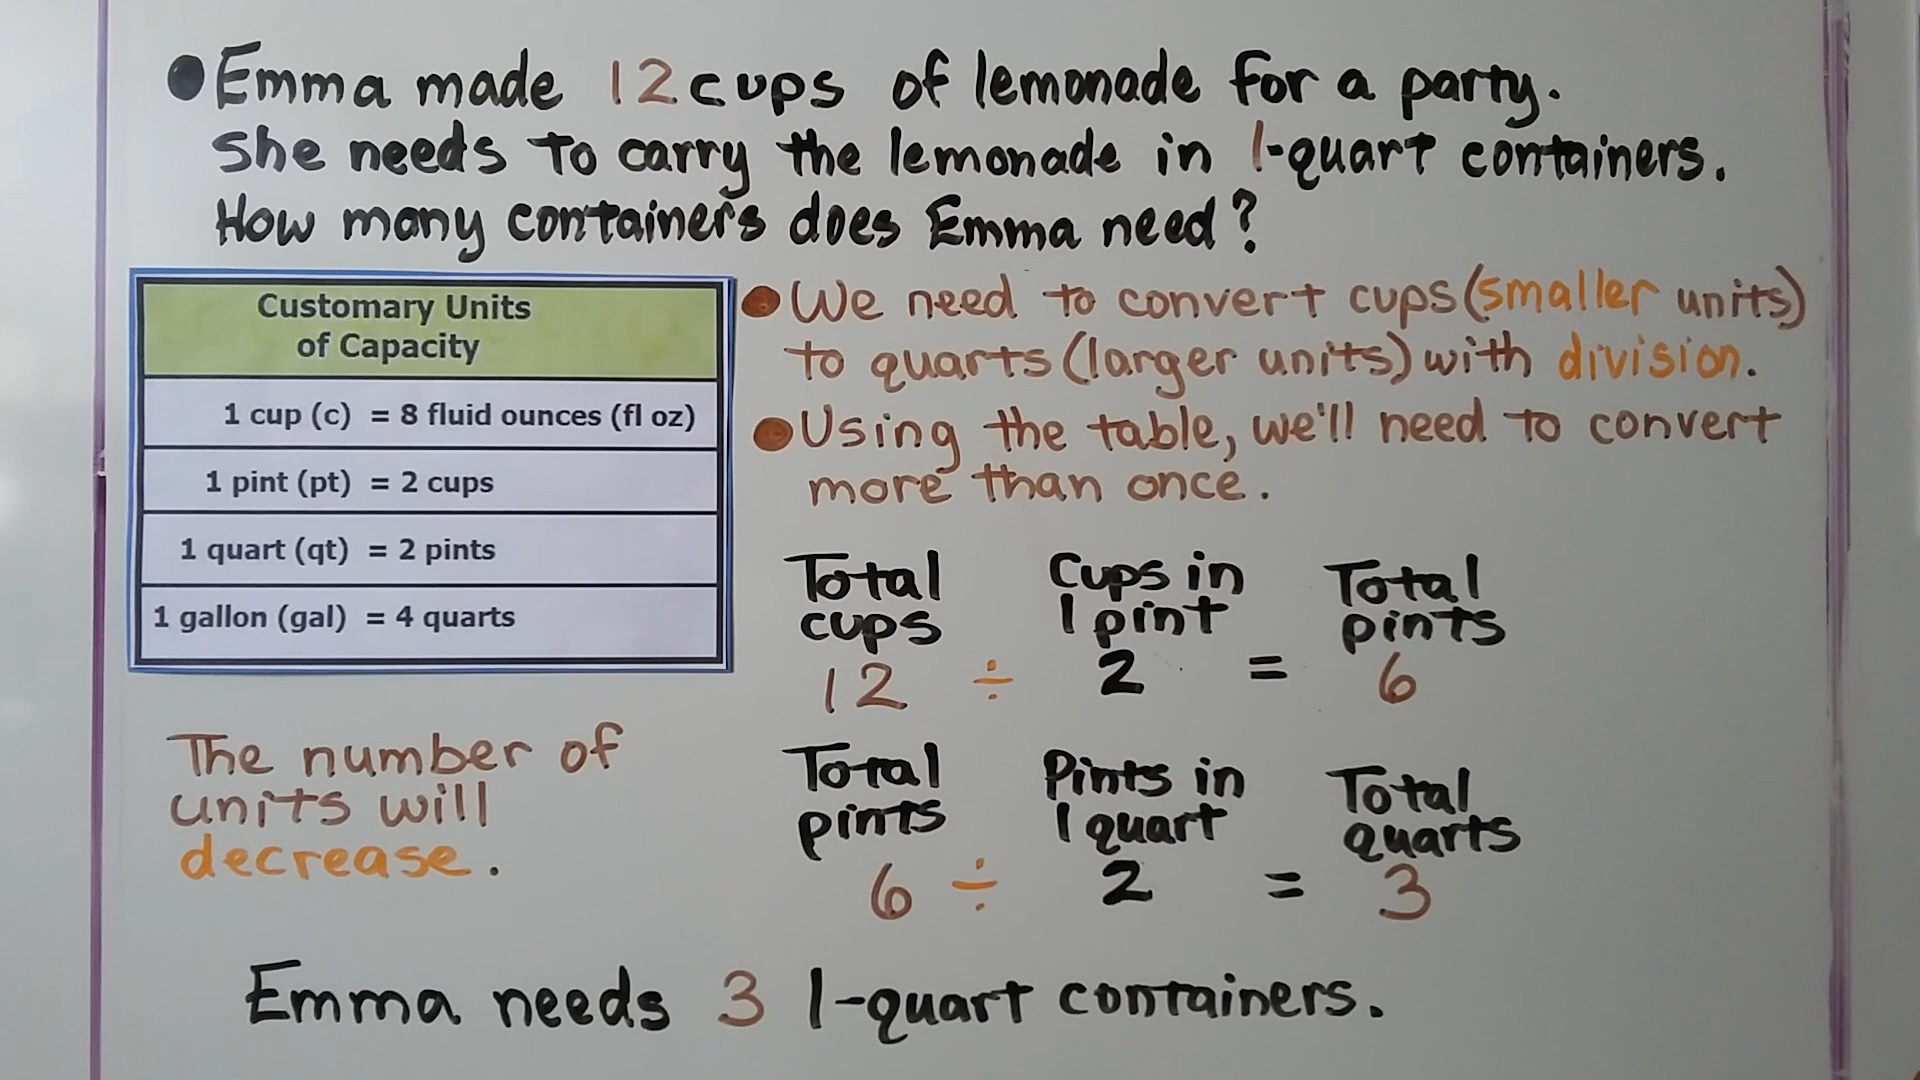 Emma made 12 cups of lemonade for a party.
She needs to carry the lemonade in 1-quart containers.
How many containers does Emma need?
Customary Units
of Capacity
1 cup (c) = 8 fluid ounces (fl oz)
1 pint (pt) = 2 cups
1 quart (qt) = 2 pints
1 gallon (gal) = 4 quarts
We need to convert cups (smaller units)
to quarts (larger units) with division.
Using the table, we'll need to convert
more than once.
Total Cups in Total
cups 1 pint pints
12 ÷ 2 = 6
The number of
units will
decrease.
Total Pints in Total
pints 1 quart quarts
6 ÷ 2 = 3
Emma needs 3 1-quart containers.